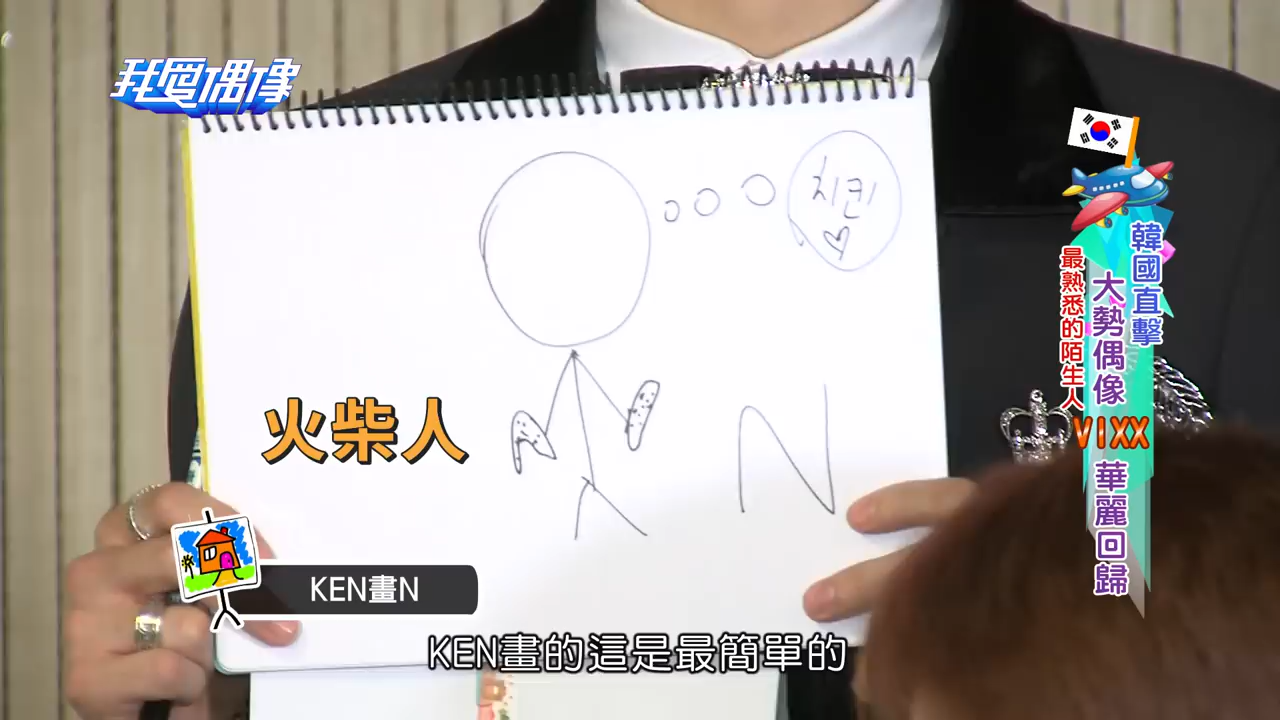 我愛偶像
치킨
N
火柴人
韓國直擊
大勢偶像 VIXX 華麗回歸
最熟悉的陌生人
KEN畫N
KEN畫的這是最簡單的